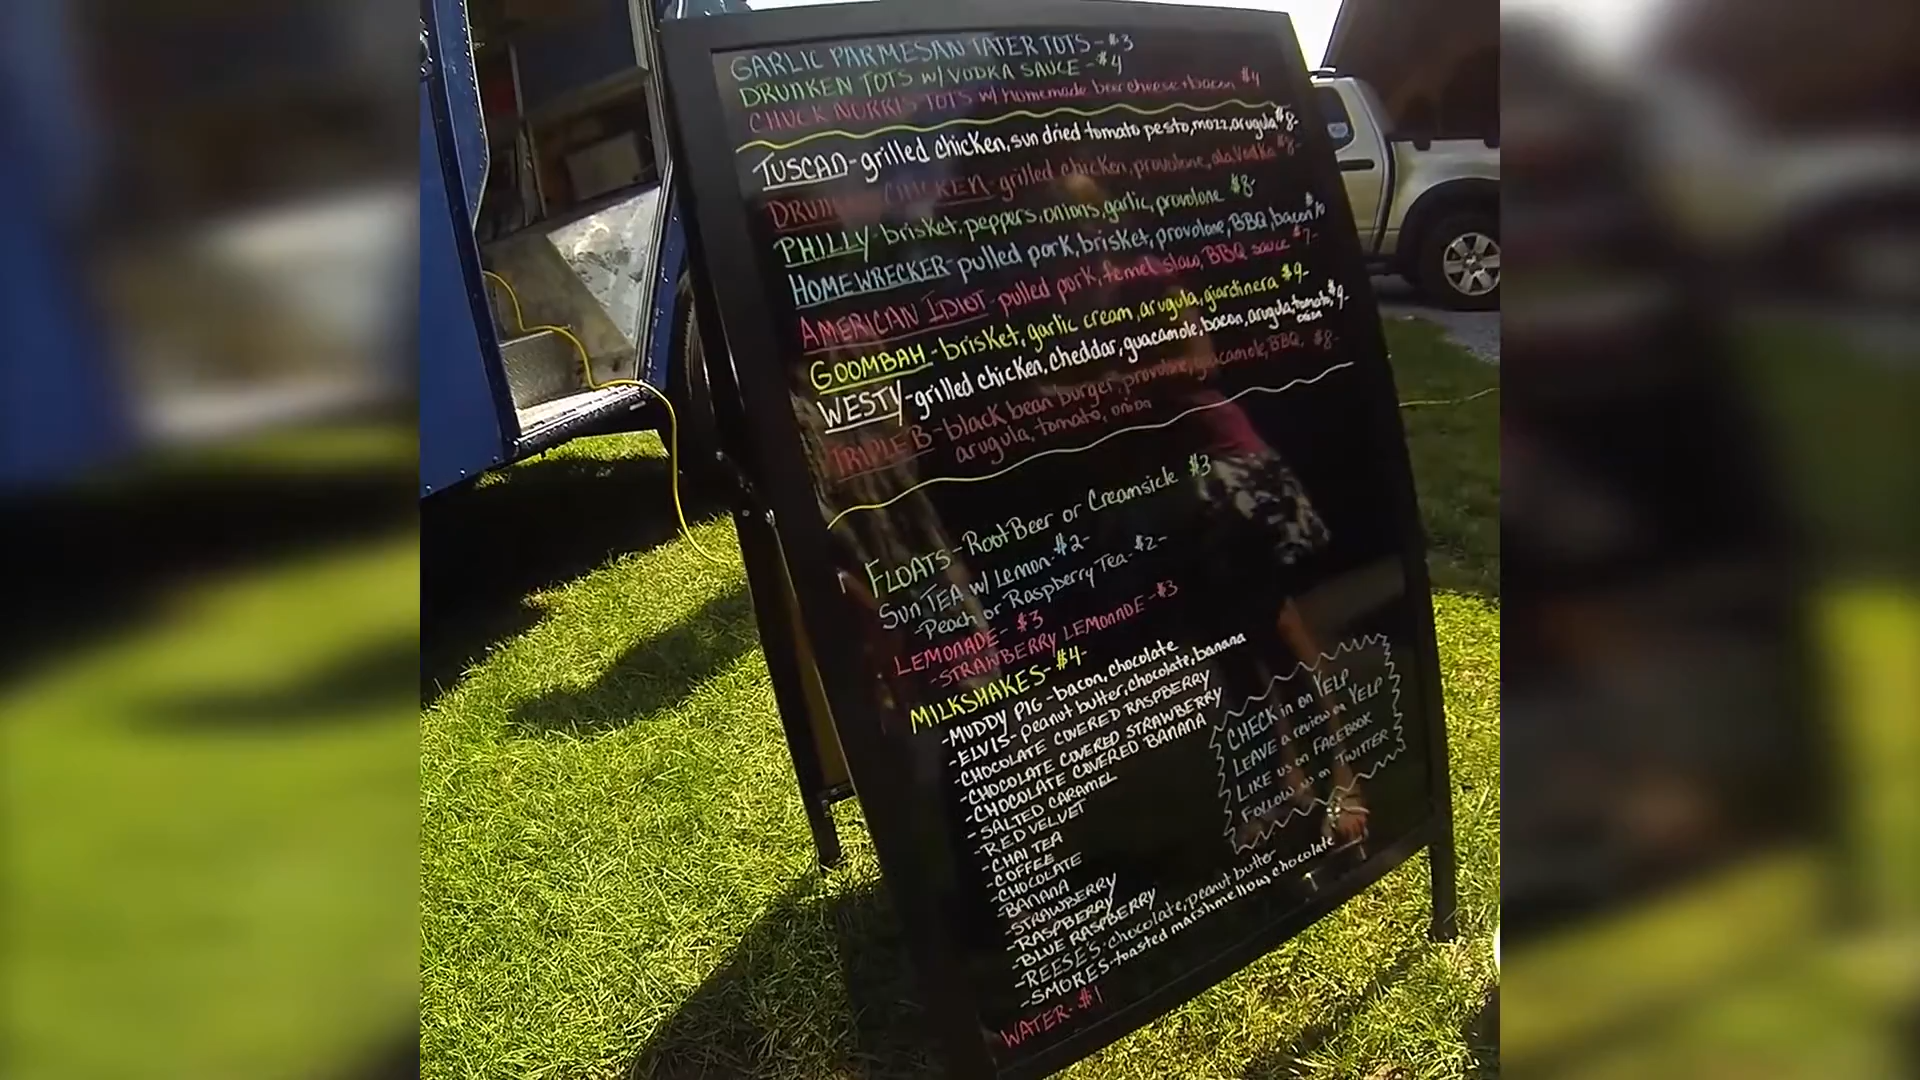 GARLIC PARMESAN TATER TOTS - $3
DRUNKEN TOTS w/ VODKA SAUCE - $4
CHUCK NORRIS TOTS w/ homemade beer cheese + bacon $4
TUSCAN - grilled chicken, sun dried tomato pesto, mozz, arugula $8-
DRUNKEN CHICKEN - grilled chicken, provolone, ala Vodka $8-
PHILLY - brisket, peppers, onions, garlic, provolone $8-
HOMEWRECKER - pulled pork, brisket, provolone, BBQ, bacon $10
AMERICAN IDIOT - pulled pork, femel slaw, BBQ sauce $7-
GOOMBAH - brisket, garlic cream, arugula, giardinera $9-
WESTY - grilled chicken, cheddar, guacamole, bacon, arugula, tomato, $9-
onion
TRIPLE B - black bean burger, provolone, guacamole, BBQ, $8-
arugula, tomato, onion
FLOATS - Root Beer or Creamsicle $3
Sun TEA w/ Lemon - $2-
-Peach or Raspberry Tea - $2-
LEMONADE - $3
-STRAWBERRY LEMONADE - $3
MILKSHAKES - $4-
-MUDDY PIG - bacon, chocolate
-ELVIS - peanut butter, chocolate, banana
-CHOCOLATE COVERED RASPBERRY
-CHOCOLATE COVERED STRAWBERRY
-CHOCOLATE COVERED BANANA
-SALTED CARAMEL
-RED VELVET
-CHAI TEA
-COFFEE
-CHOCOLATE
-BANANA
-STRAWBERRY
-RASPBERRY
-BLUE RASPBERRY
-REESE'S - chocolate, peanut butter
-SMORES - toasted marshmellow, chocolate
WATER - $1
CHECK in on YELP
LEAVE a review on YELP
LIKE us on FACEBOOK
FOLLOW us on TWITTER